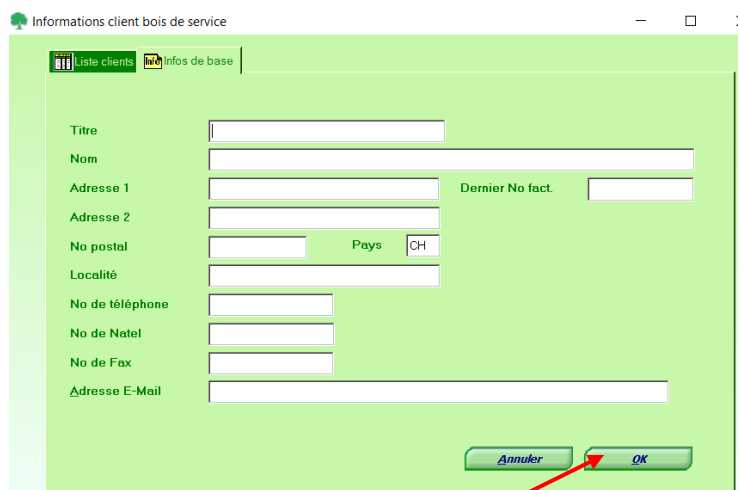 Informations client bois de service
Liste clients Info Infos de base
Titre
Nom
Adresse 1 Dernier No fact.
Adresse 2
No postal Pays CH
Localité
No de téléphone
No de Natel
No de Fax
Adresse E-Mail
Annuler OK